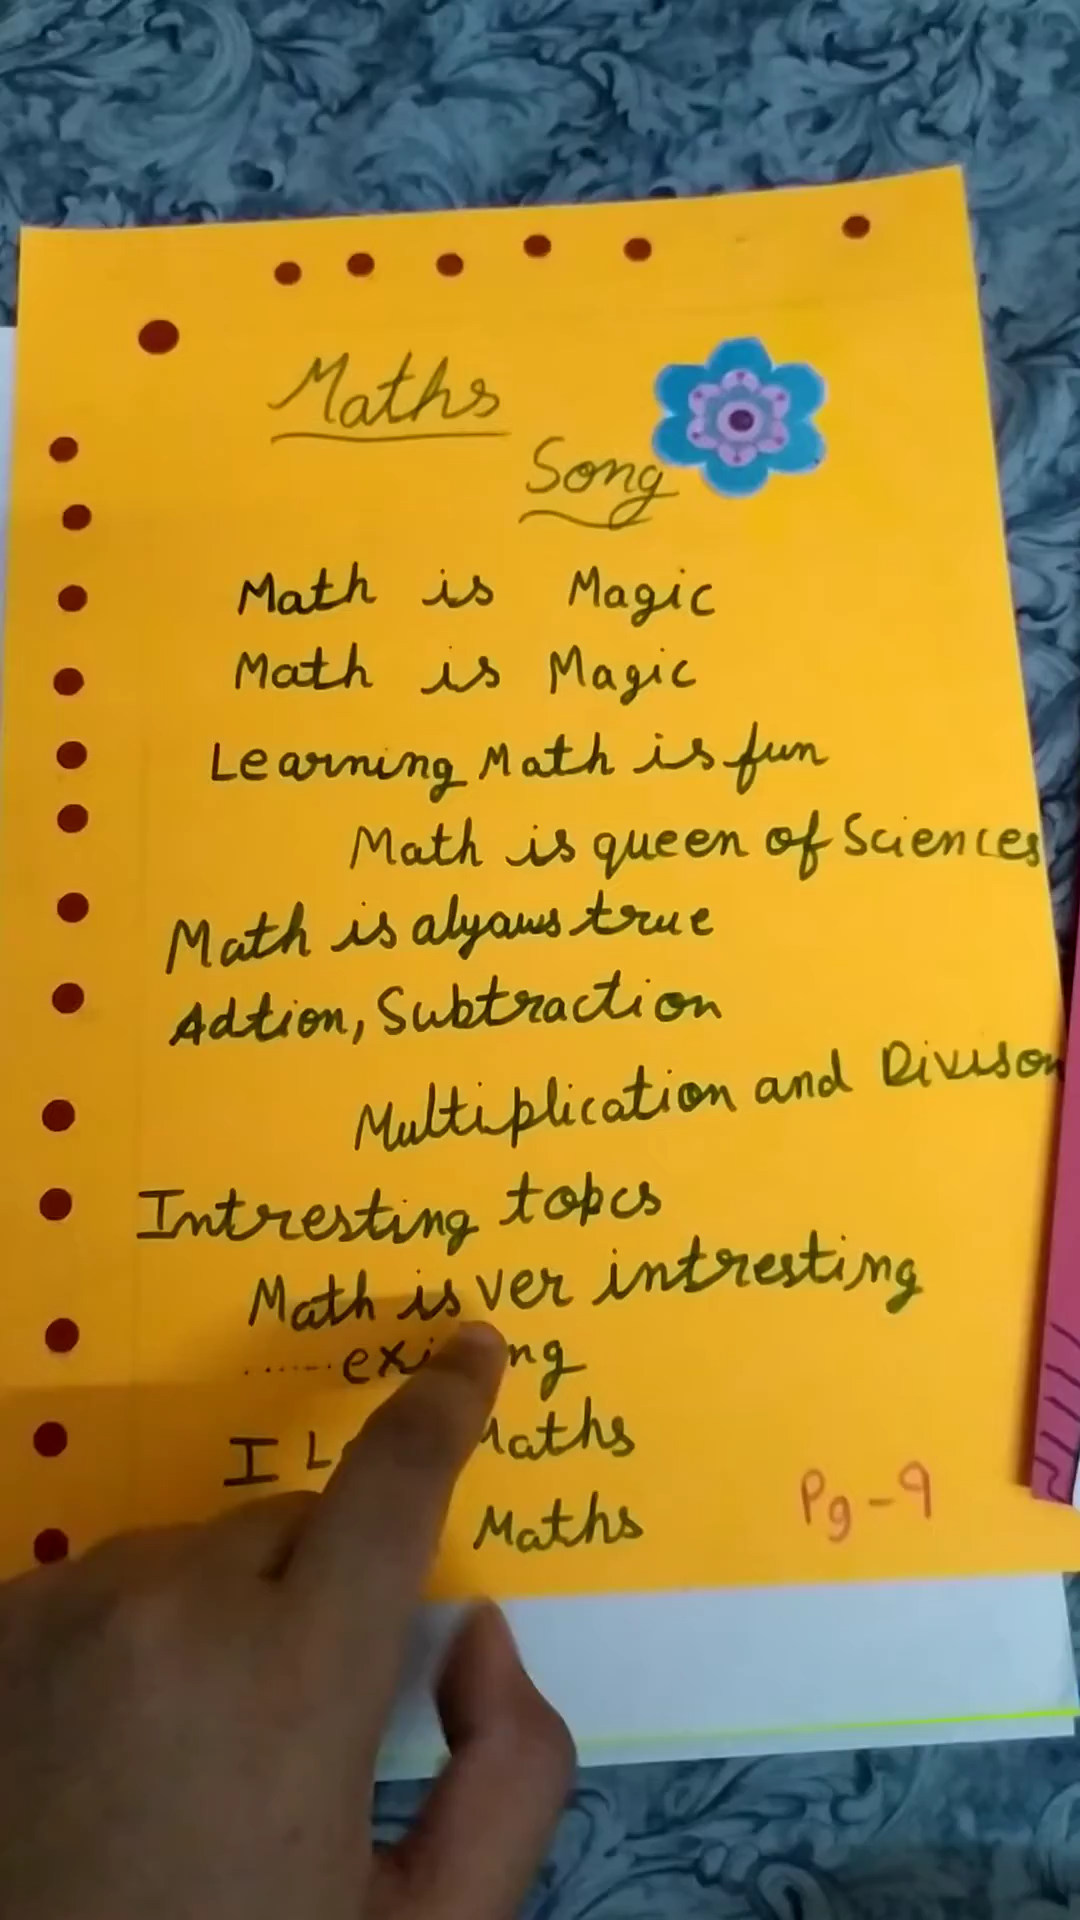 Maths
Song
Math is Magic
Math is Magic
Learning Math is fun
Math is queen of Sciences
Math is alyaws true
Adtion, Subtraction
Multiplication and Divison
Intresting topcs
Math is ver intresting
I Maths
Maths
Pg-9